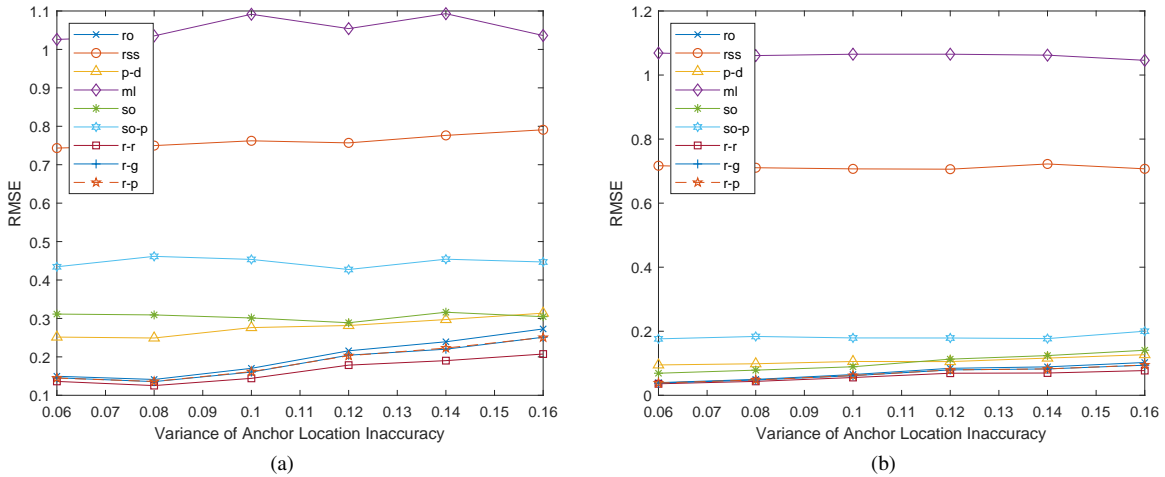 1.1
1
0.9
0.8
0.7
0.6
0.5
0.4
0.3
0.2
0.1
RMSE
ro
rss
p-d
ml
so
so-p
r-r
r-g
r-p
0.06 0.07 0.08 0.09 0.1 0.11 0.12 0.13 0.14 0.15 0.16
Variance of Anchor Location Inaccuracy
(a)
1.2
1
0.8
0.6
0.4
0.2
0
RMSE
ro
rss
p-d
ml
so
so-p
r-r
r-g
r-p
0.06 0.07 0.08 0.09 0.1 0.11 0.12 0.13 0.14 0.15 0.16
Variance of Anchor Location Inaccuracy
(b)